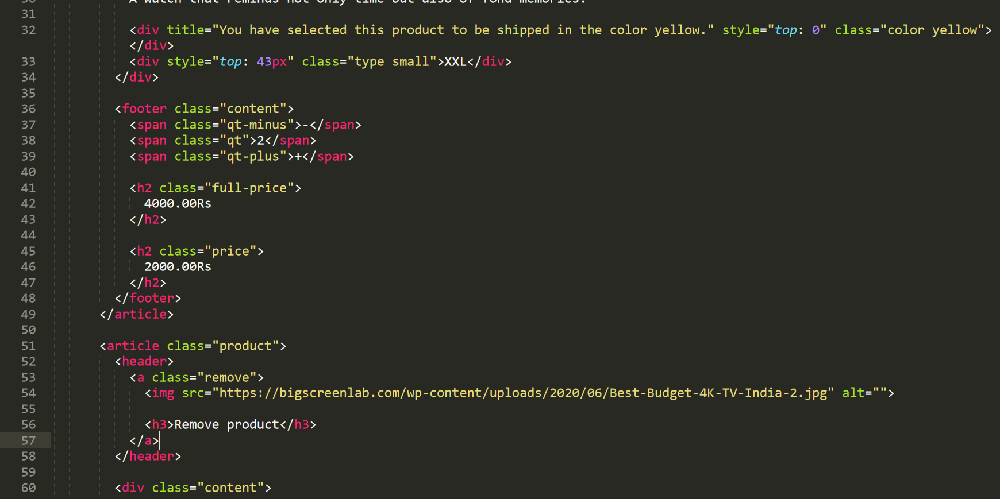 30 A watch that reminds not only time but also of fond memories.
31
32 <div title="You have selected this product to be shipped in the color yellow." style="top: 0" class="color yellow">
</div>
33 <div style="top: 43px" class="type small">XXL</div>
34 </div>
35
36 <footer class="content">
37 <span class="qt-minus">-</span>
38 <span class="qt">2</span>
39 <span class="qt-plus">+</span>
40
41 <h2 class="full-price">
42 4000.00Rs
43 </h2>
44
45 <h2 class="price">
46 2000.00Rs
47 </h2>
48 </footer>
49 </article>
50
51 <article class="product">
52 <header>
53 <a class="remove">
54 <img src="https://bigscreenlab.com/wp-content/uploads/2020/06/Best-Budget-4K-TV-India-2.jpg" alt="">
55
56 <h3>Remove product</h3>
57 </a>
58 </header>
59
60 <div class="content">